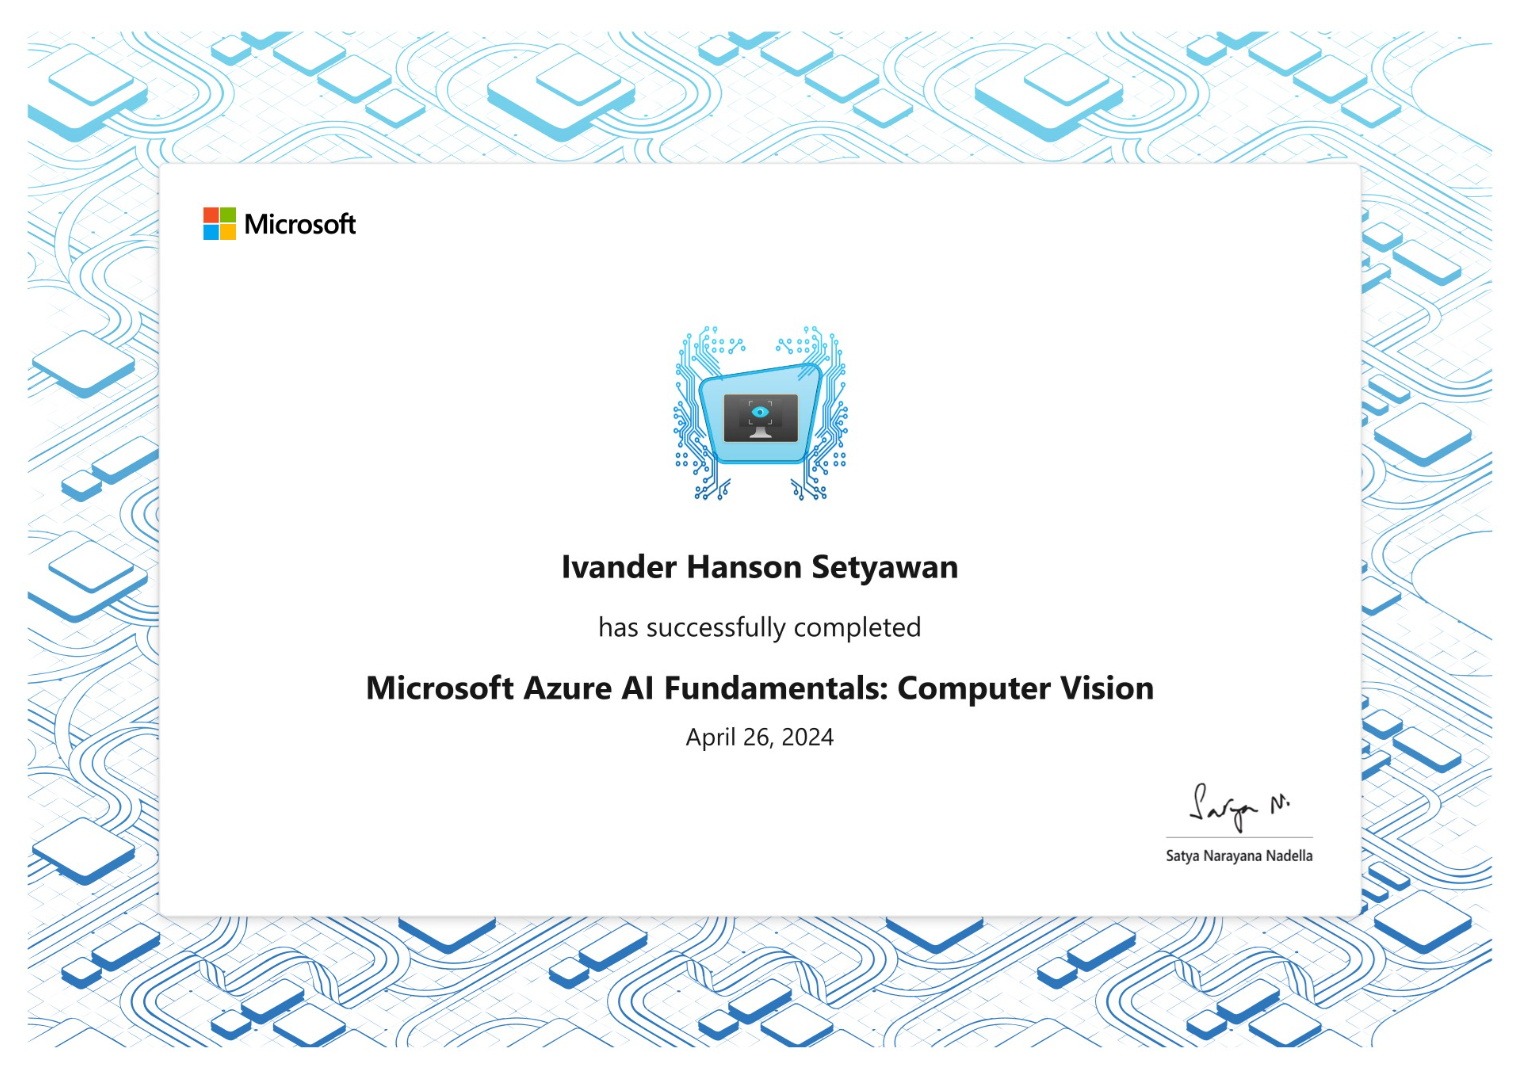 Microsoft
Ivander Hanson Setyawan
has successfully completed
Microsoft Azure AI Fundamentals: Computer Vision
April 26, 2024
Satya N.
Satya Narayana Nadella